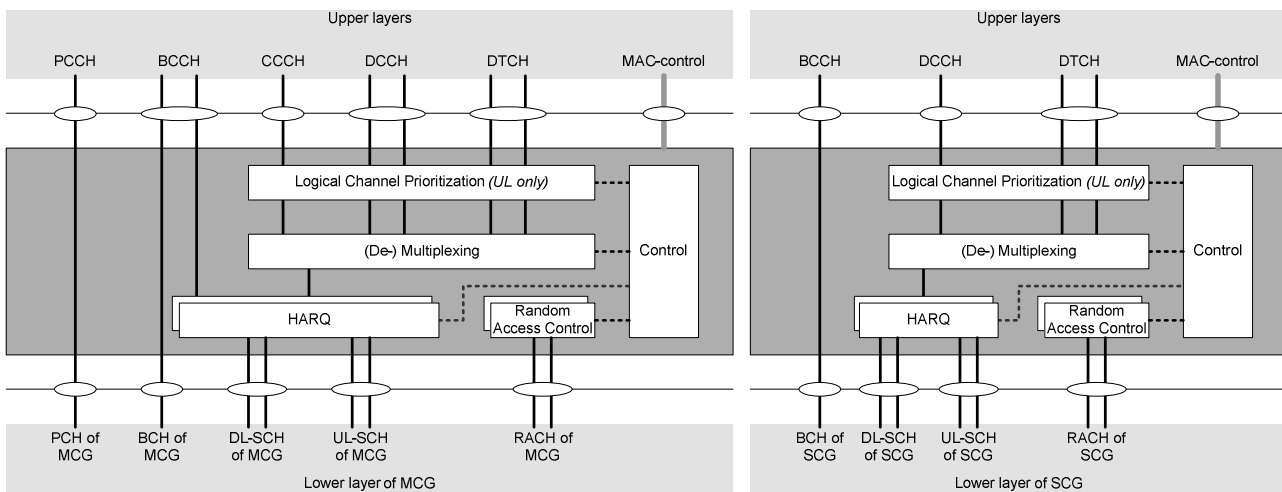 Upper layers
PCCH BCCH CCCH DCCH DTCH MAC-control
Logical Channel Prioritization (UL only)
(De-) Multiplexing
Control
HARQ
Random
Access Control
PCH of
MCG
BCH of
MCG
DL-SCH
of MCG
UL-SCH
of MCG
RACH of
MCG
Lower layer of MCG
Upper layers
BCCH DCCH DTCH MAC-control
Logical Channel Prioritization (UL only)
(De-) Multiplexing
Control
HARQ
Random
Access Control
BCH of
SCG
DL-SCH
of SCG
UL-SCH
of SCG
RACH of
SCG
Lower layer of SCG